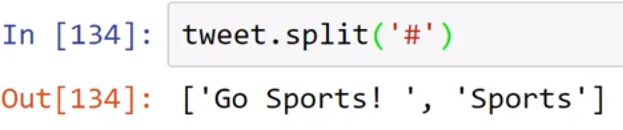 In [134]: tweet.split('#')
Out[134]: ['Go Sports! ', 'Sports']